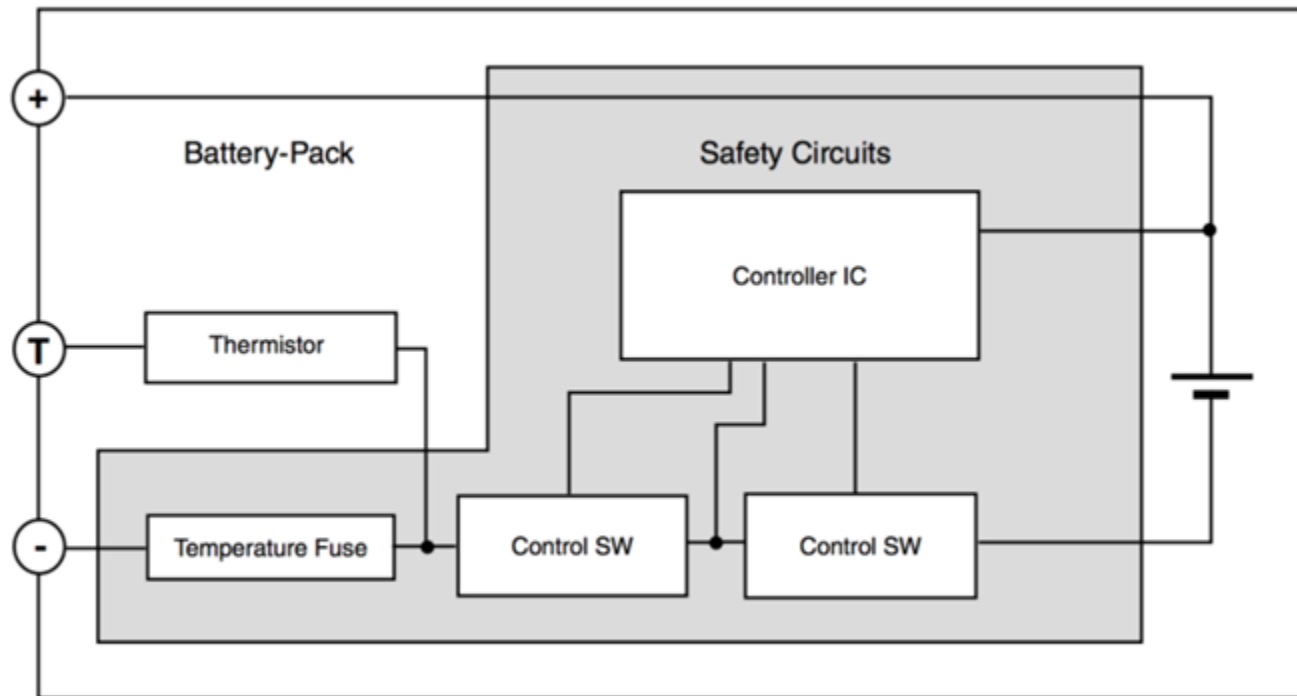 +
Battery-Pack
Safety Circuits
Controller IC
T
Thermistor
-
Temperature Fuse
Control SW
Control SW